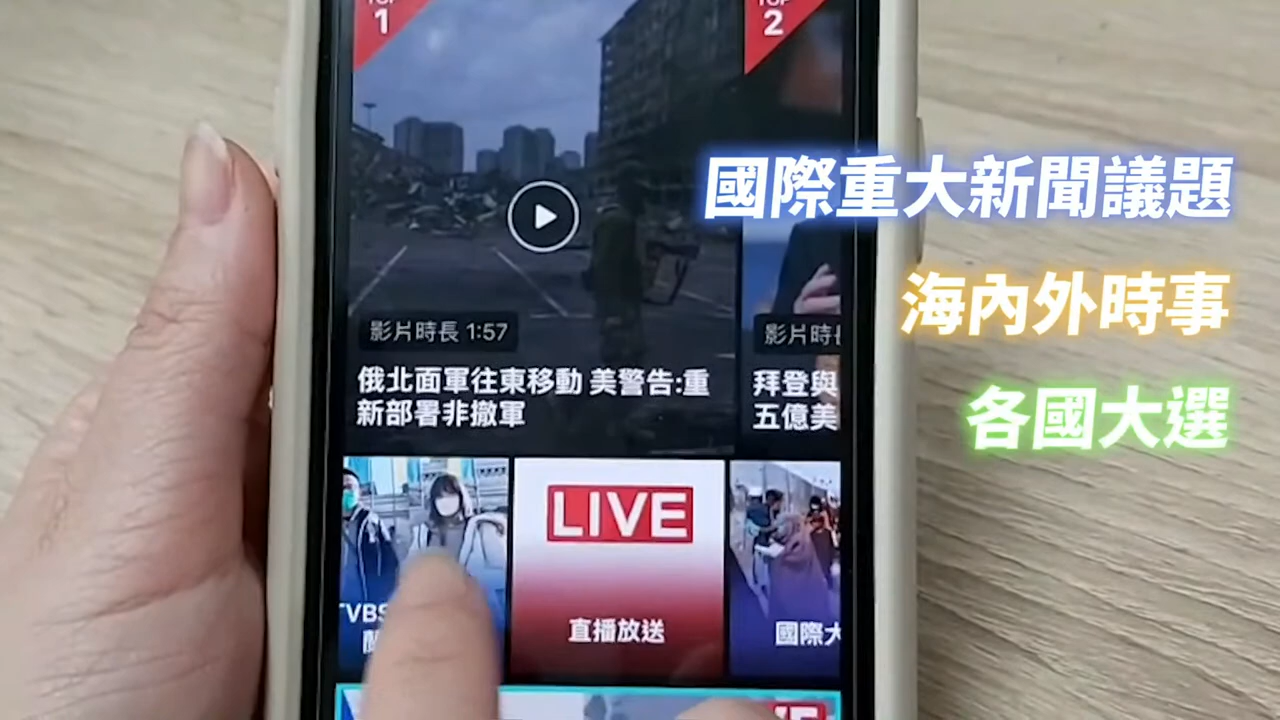 TOP
1
TOP
2
國際重大新聞議題
海內外時事
各國大選
影片時長 1:57
影片時
俄北面軍往東移動 美警告:重
新部署非撤軍
拜登與
五億美
LIVE
直播放送
TVBS
國際大